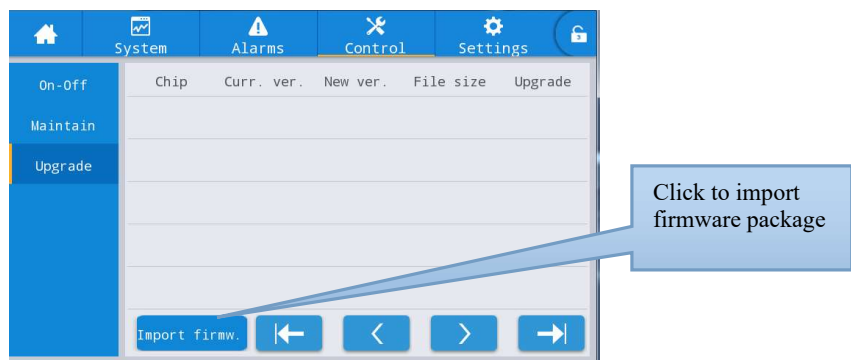 System Alarms Control Settings 3
On-Off
Maintain
Upgrade
Chip Curr. ver. New ver. File size Upgrade
Import firmw.
Click to import
firmware package